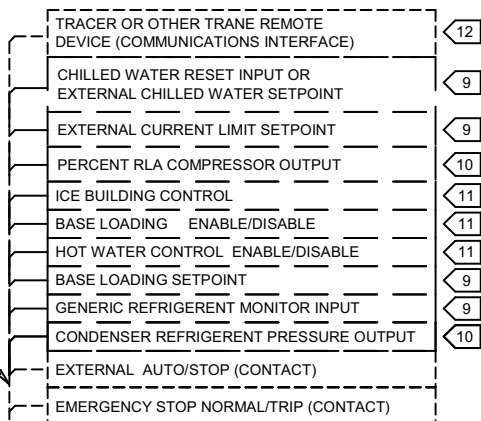 TRACER OR OTHER TRANE REMOTE
DEVICE (COMMUNICATIONS INTERFACE)
12
CHILLED WATER RESET INPUT OR
EXTERNAL CHILLED WATER SETPOINT
9
EXTERNAL CURRENT LIMIT SETPOINT
9
PERCENT RLA COMPRESSOR OUTPUT
10
ICE BUILDING CONTROL
11
BASE LOADING ENABLE/DISABLE
11
HOT WATER CONTROL ENABLE/DISABLE
11
BASE LOADING SETPOINT
9
GENERIC REFRIGERENT MONITOR INPUT
9
CONDENSER REFRIGERENT PRESSURE OUTPUT
10
EXTERNAL AUTO/STOP (CONTACT)
EMERGENCY STOP NORMAL/TRIP (CONTACT)